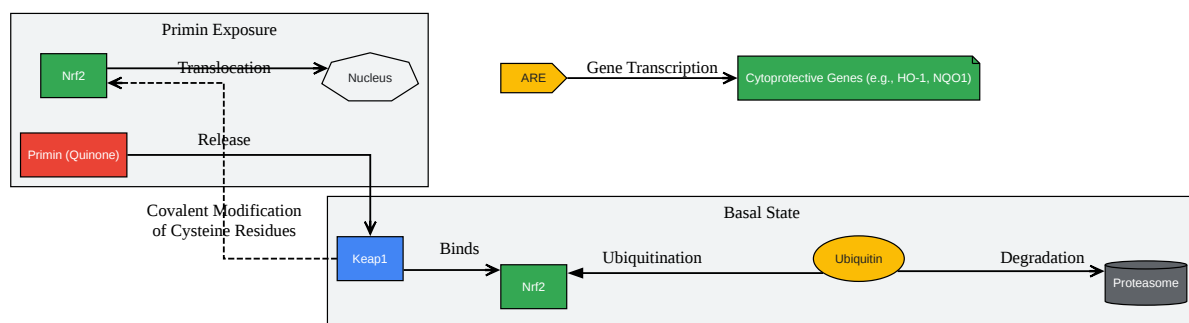 Primin Exposure
Nrf2
Translocation
Nucleus
ARE
Gene Transcription
Cytoprotective Genes (e.g., HO-1, NQO1)
Primin (Quinone)
Release
Covalent Modification
of Cysteine Residues
Basal State
Keap1
Binds
Nrf2
Ubiquitination
Ubiquitin
Degradation
Proteasome